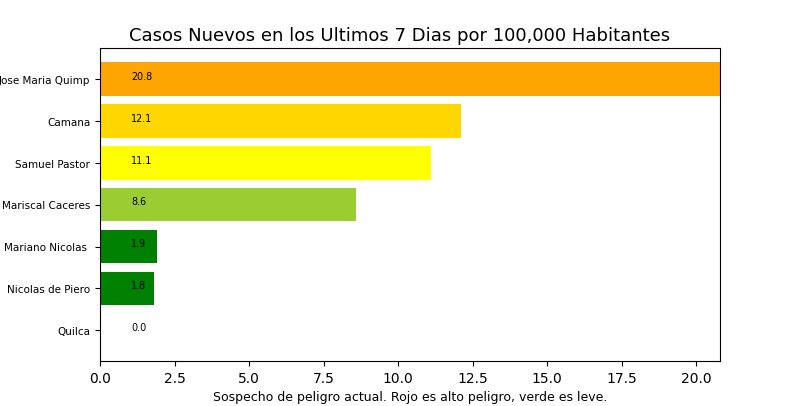 Casos Nuevos en los Ultimos 7 Dias por 100,000 Habitantes
Jose Maria Quimp 20.8
Camana 12.1
Samuel Pastor 11.1
Mariscal Caceres 8.6
Mariano Nicolas 1.9
Nicolas de Piero 1.8
Quilca 0.0
0.0 2.5 5.0 7.5 10.0 12.5 15.0 17.5 20.0
Sospecho de peligro actual. Rojo es alto peligro, verde es leve.